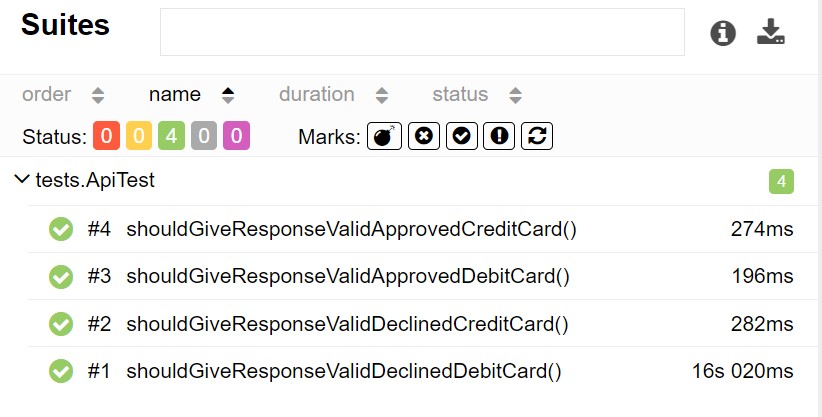 Suites
order name duration status
Status: 0 0 4 0 0 Marks:
tests.ApiTest 4
#4 shouldGiveResponseValidApprovedCreditCard() 274ms
#3 shouldGiveResponseValidApprovedDebitCard() 196ms
#2 shouldGiveResponseValidDeclinedCreditCard() 282ms
#1 shouldGiveResponseValidDeclinedDebitCard() 16s 020ms